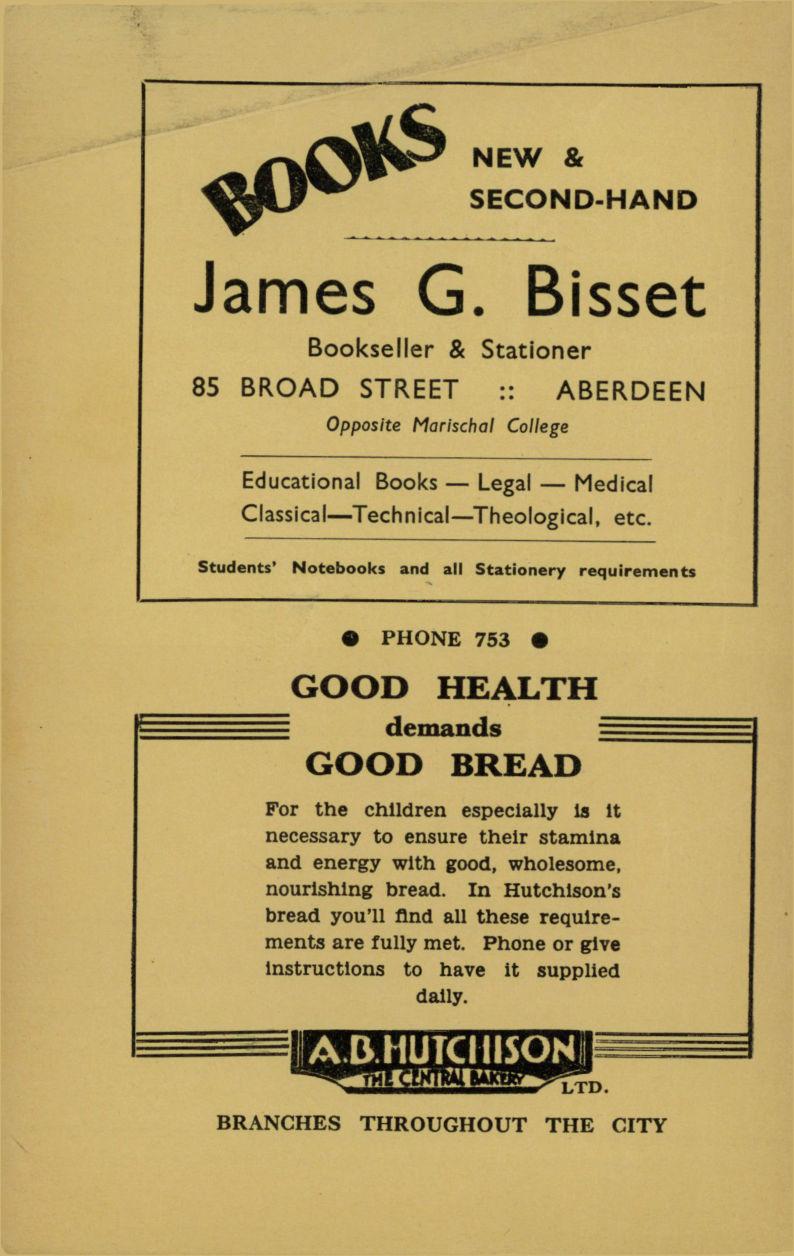 BOOKS NEW &
SECOND-HAND
James G. Bisset
Bookseller & Stationer
85 BROAD STREET :: ABERDEEN
Opposite Marischal College
Educational Books — Legal — Medical
Classical—Technical—Theological, etc.
Students' Notebooks and all Stationery requirements
● PHONE 753 ●
GOOD HEALTH
demands
GOOD BREAD
For the children especially is it
necessary to ensure their stamina
and energy with good, wholesome,
nourishing bread. In Hutchison's
bread you'll find all these require-
ments are fully met. Phone or give
instructions to have it supplied
daily.
A.B. HUTCHISON
THE CENTRAL BAKERY
LTD.
BRANCHES THROUGHOUT THE CITY